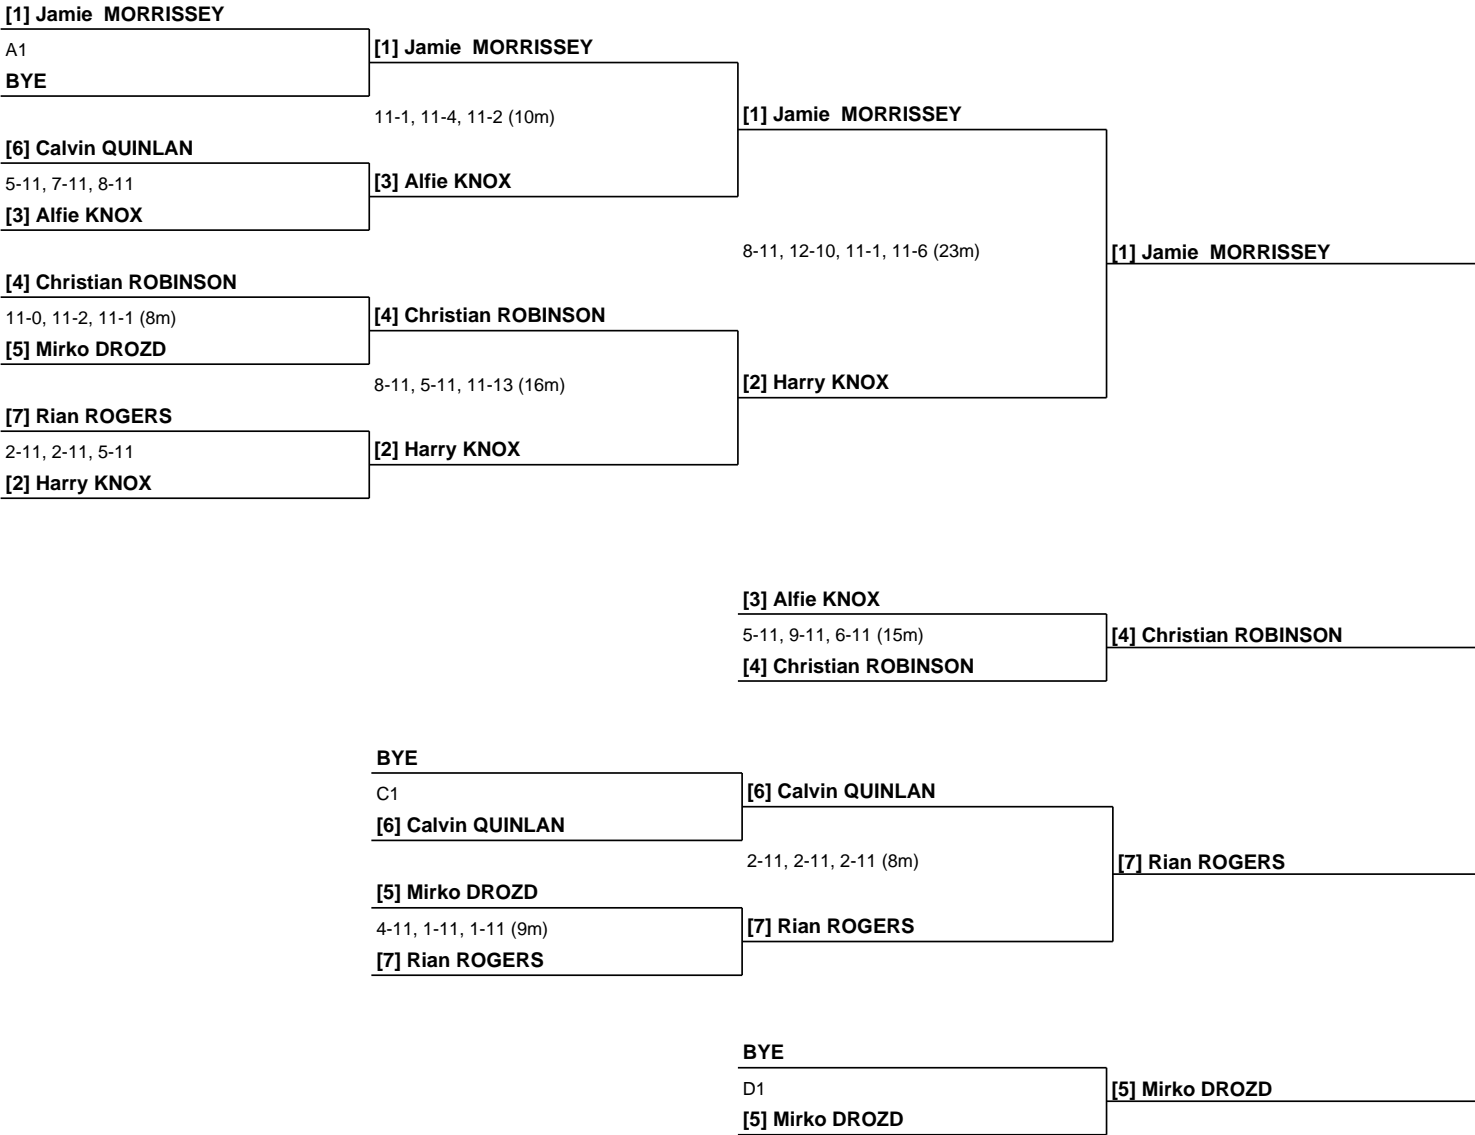 [1] Jamie  MORRISSEY
A1
BYE
[6] Calvin QUINLAN
5-11, 7-11, 8-11
[3] Alfie KNOX
[4] Christian ROBINSON
11-0, 11-2, 11-1 (8m)
[5] Mirko DROZD
[7] Rian ROGERS
2-11, 2-11, 5-11
[2] Harry KNOX
[1] Jamie  MORRISSEY
11-1, 11-4, 11-2 (10m)
[3] Alfie KNOX
[4] Christian ROBINSON
8-11, 5-11, 11-13 (16m)
[2] Harry KNOX
[1] Jamie  MORRISSEY
8-11, 12-10, 11-1, 11-6 (23m)
[2] Harry KNOX
[1] Jamie  MORRISSEY
[3] Alfie KNOX
5-11, 9-11, 6-11 (15m)
[4] Christian ROBINSON
[4] Christian ROBINSON
BYE
C1
[6] Calvin QUINLAN
[5] Mirko DROZD
4-11, 1-11, 1-11 (9m)
[7] Rian ROGERS
[6] Calvin QUINLAN
2-11, 2-11, 2-11 (8m)
[7] Rian ROGERS
[7] Rian ROGERS
BYE
D1
[5] Mirko DROZD
[5] Mirko DROZD